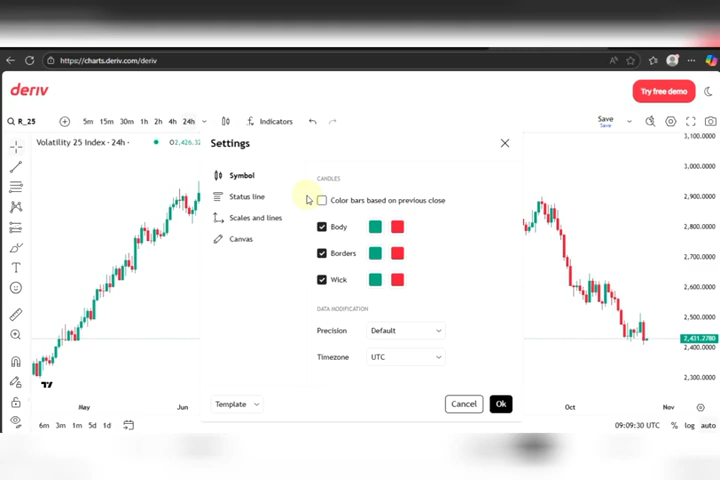 https://charts.deriv.com/deriv
deriv
Try free demo
R_25
5m 15m 30m 1h 2h 4h 24h
Indicators
Save
Save
Volatility 25 Index · 24h
O2,426.32
Settings
Symbol
Status line
Scales and lines
Canvas
CANDLES
Color bars based on previous close
Body
Borders
Wick
DATA MODIFICATION
Precision
Default
Timezone
UTC
Template
Cancel
Ok
3,100.0000
3,000.0000
2,900.0000
2,800.0000
2,700.0000
2,600.0000
2,500.0000
2,431.2780
2,400.0000
2,300.0000
May
Jun
Oct
Nov
6m 3m 1m 5d 1d
09:09:30 UTC
% log auto